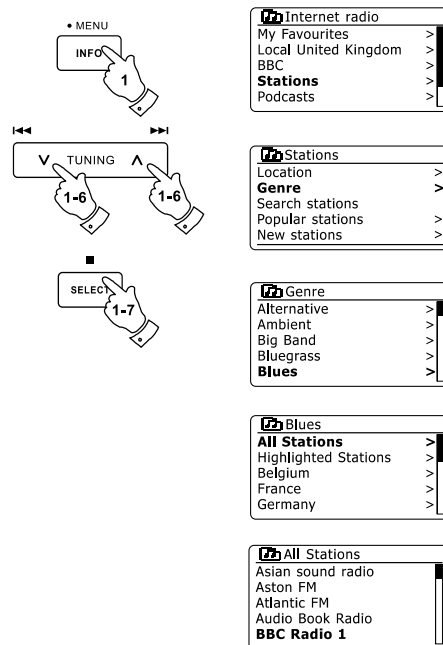 • MENU
INFO
1
TUNING
1-6
1-6
SELECT
1-7
Internet radio
My Favourites >
Local United Kingdom >
BBC >
Stations >
Podcasts >
Stations
Location >
Genre >
Search stations
Popular stations >
New stations >
Genre
Alternative >
Ambient >
Big Band >
Bluegrass >
Blues >
Blues
All Stations >
Highlighted Stations >
Belgium >
France >
Germany >
All Stations
Asian sound radio
Aston FM
Atlantic FM
Audio Book Radio
BBC Radio 1